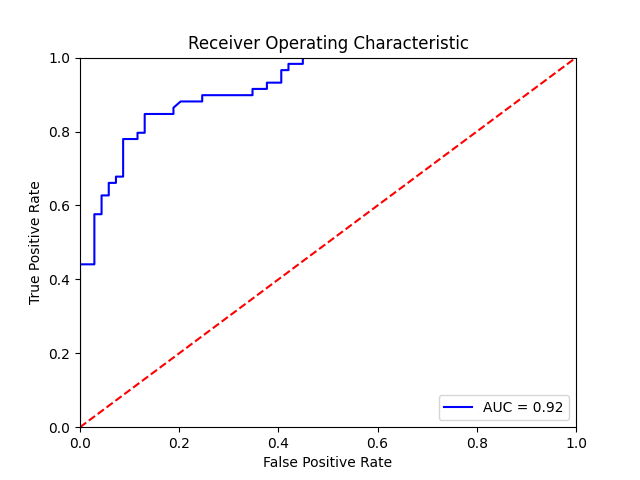 Receiver Operating Characteristic
1.0
0.8
0.6
0.4
0.2
0.0
True Positive Rate
AUC = 0.92
0.0 0.2 0.4 0.6 0.8 1.0
False Positive Rate